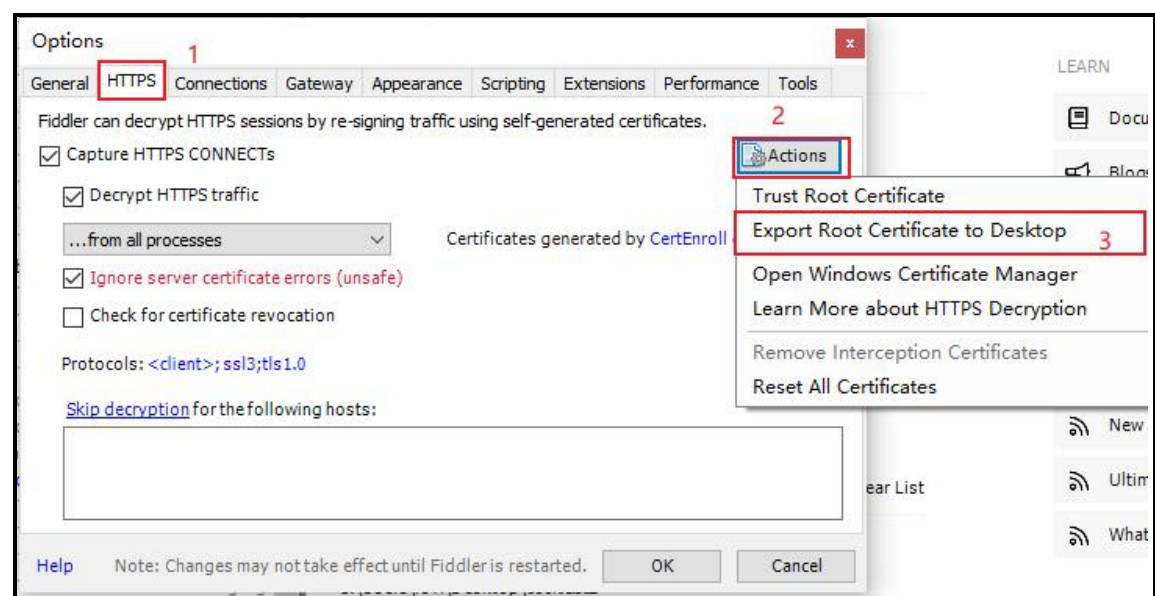 Options
1
General HTTPS Connections Gateway Appearance Scripting Extensions Performance Tools
LEARN
Fiddler can decrypt HTTPS sessions by re-signing traffic using self-generated certificates.
2
Docu
Capture HTTPS CONNECTs
Actions
Blogs
Decrypt HTTPS traffic
Trust Root Certificate
...from all processes
Certificates generated by CertEnroll
Export Root Certificate to Desktop
3
Ignore server certificate errors (unsafe)
Open Windows Certificate Manager
Check for certificate revocation
Learn More about HTTPS Decryption
Protocols: <client>;ssl3;tls1.0
Remove Interception Certificates
Reset All Certificates
Skip decryption for the following hosts:
New
ear List
Ultim
What
Help
Note: Changes may not take effect until Fiddler is restarted.
OK
Cancel